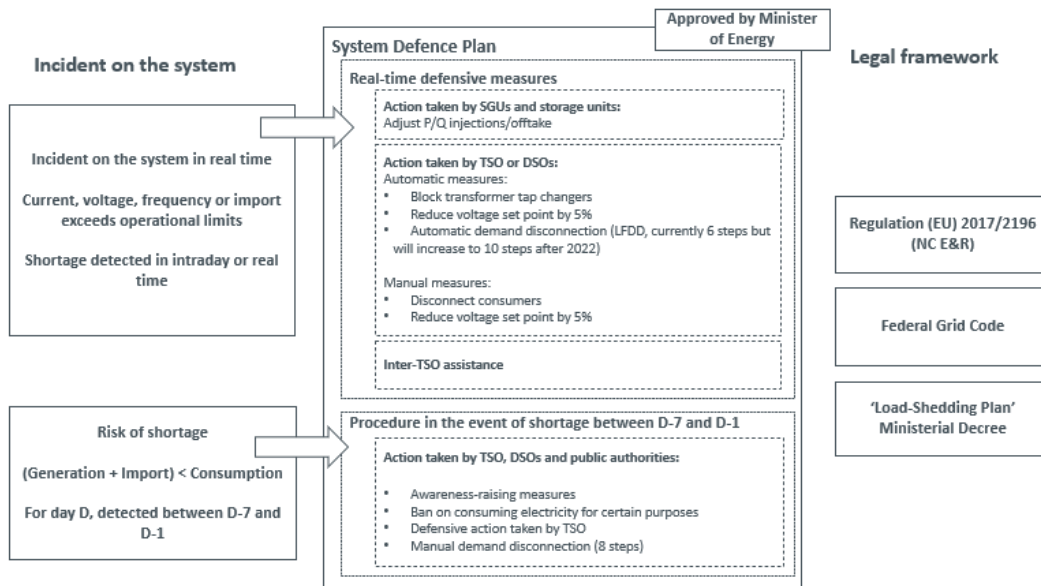 Incident on the system
Incident on the system in real time
Current, voltage, frequency or import
exceeds operational limits
Shortage detected in intraday or real
time
Risk of shortage
(Generation + Import) < Consumption
For day D, detected between D-7 and
D-1
Approved by Minister
of Energy
System Defence Plan
Real-time defensive measures
Action taken by SGUs and storage units:
Adjust P/Q injections/offtake
Action taken by TSO or DSOs:
Automatic measures:
• Block transformer tap changers
• Reduce voltage set point by 5%
• Automatic demand disconnection (LFDD, currently 6 steps but
will increase to 10 steps after 2022)
Manual measures:
• Disconnect consumers
• Reduce voltage set point by 5%
Inter-TSO assistance
Procedure in the event of shortage between D-7 and D-1
Action taken by TSO, DSOs and public authorities:
• Awareness-raising measures
• Ban on consuming electricity for certain purposes
• Defensive action taken by TSO
• Manual demand disconnection (8 steps)
Legal framework
Regulation (EU) 2017/2196
(NC E&R)
Federal Grid Code
‘Load-Shedding Plan’
Ministerial Decree